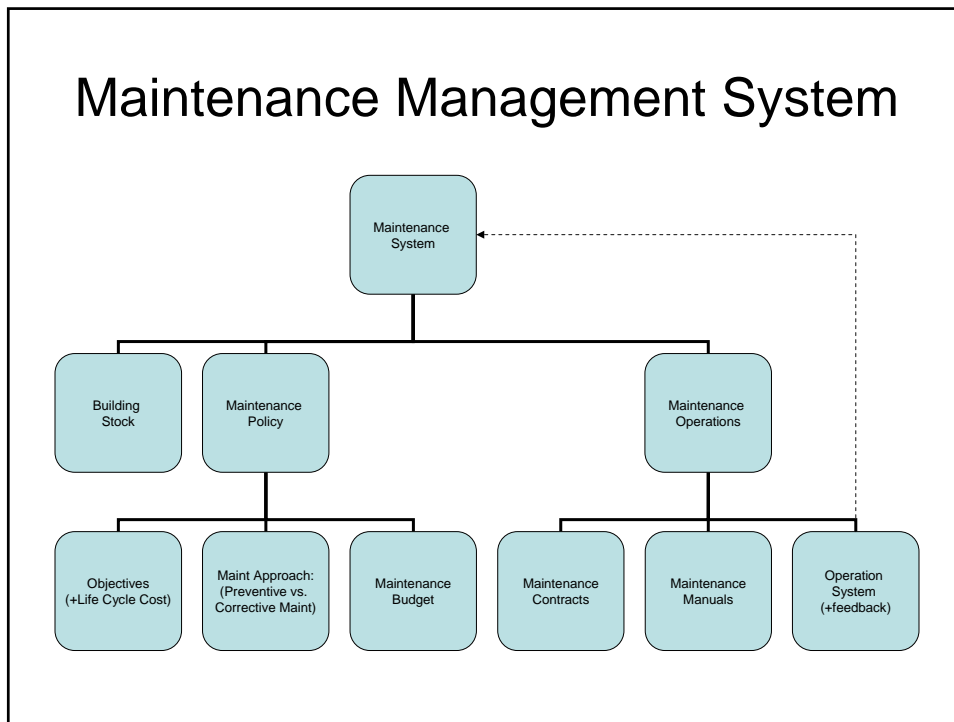 Maintenance Management System
Maintenance
System
Building
Stock
Maintenance
Policy
Maintenance
Operations
Objectives
(+Life Cycle Cost)
Maint Approach:
(Preventive vs.
Corrective Maint)
Maintenance
Budget
Maintenance
Contracts
Maintenance
Manuals
Operation
System
(+feedback)